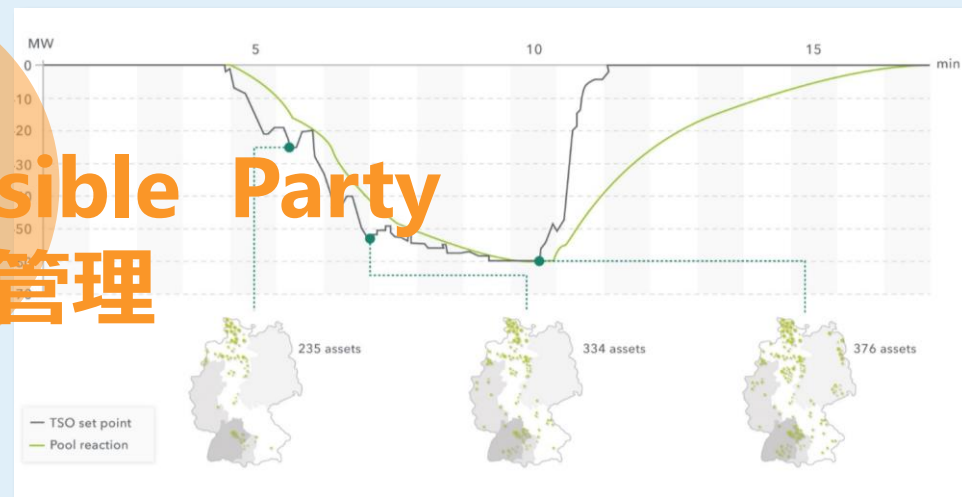 MW
5
10
15
min
0
10
20
30
sible Party
50
管理
235 assets
334 assets
376 assets
TSO set point
Pool reaction